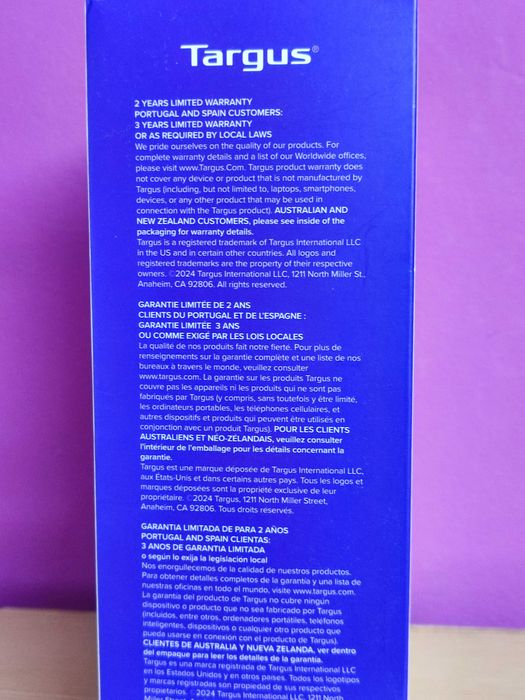 Targus®
2 YEARS LIMITED WARRANTY
PORTUGAL AND SPAIN CUSTOMERS:
3 YEARS LIMITED WARRANTY
OR AS REQUIRED BY LOCAL LAWS
We pride ourselves on the quality of our products. For
complete warranty details and a list of our Worldwide offices,
please visit www.Targus.Com. Targus product warranty does
not cover any device or product that is not manufactured by
Targus (including, but not limited to, laptops, smartphones,
devices, or any other product that may be used in
connection with the Targus product). AUSTRALIAN AND
NEW ZEALAND CUSTOMERS, please see inside of the
packaging for warranty details.
Targus is a registered trademark of Targus International LLC
in the US and in certain other countries. All logos and
registered trademarks are the property of their respective
owners. ©2024 Targus International LLC, 1211 North Miller St.,
Anaheim, CA 92806. All rights reserved.
GARANTIE LIMITÉE DE 2 ANS
CLIENTS DU PORTUGAL ET DE L'ESPAGNE :
GARANTIE LIMITÉE 3 ANS
OU COMME EXIGÉ PAR LES LOIS LOCALES
La qualité de nos produits fait notre fierté. Pour plus de
renseignements sur la garantie complète et une liste de nos
bureaux à travers le monde, veuillez consulter
www.targus.com. La garantie sur les produits Targus ne
couvre pas les appareils ni les produits qui ne sont pas
fabriqués par Targus (y compris, sans toutefois y être limité,
les ordinateurs portables, les téléphones cellulaires, et
autres dispositifs et produits qui peuvent être utilisés en
conjonction avec un produit Targus). POUR LES CLIENTS
AUSTRALIENS ET NÉO-ZÉLANDAIS, veuillez consulter
l'intérieur de l'emballage pour les détails concernant la
garantie.
Targus est une marque déposée de Targus International LLC,
aux États-Unis et dans certains autres pays. Tous les logos et
marques déposées sont la propriété exclusive de leur
propriétaire. ©2024 Targus, 1211 North Miller Street,
Anaheim, CA 92806. Tous droits réservés.
GARANTIA LIMITADA DE PARA 2 AÑOS
PORTUGAL AND SPAIN CLIENTAS:
3 ANOS DE GARANTIA LIMITADA
o según lo exija la legislación local
Nos enorgullecemos de la calidad de nuestros productos.
Para obtener detalles completos de la garantía y una lista de
nuestras oficinas en todo el mundo, visite www.targus.com.
La garantía del producto de Targus no cubre ningún
dispositivo o producto que no sea fabricado por Targus
(incluidos, entre otros, ordenadores portátiles, teléfonos
inteligentes, dispositivos o cualquier otro producto que
pueda usarse en conexión con el producto de Targus).
CLIENTES DE AUSTRALIA Y NUEVA ZELANDA, ver dentro
del empaque para leer los detalles de la garantía.
Targus es una marca registrada de Targus International LLC
en los Estados Unidos y en otros países. Todos los logotipos
y marcas registradas son propiedad de sus respectivos
propietarios. ©2024 Targus International LLC, 1211 North